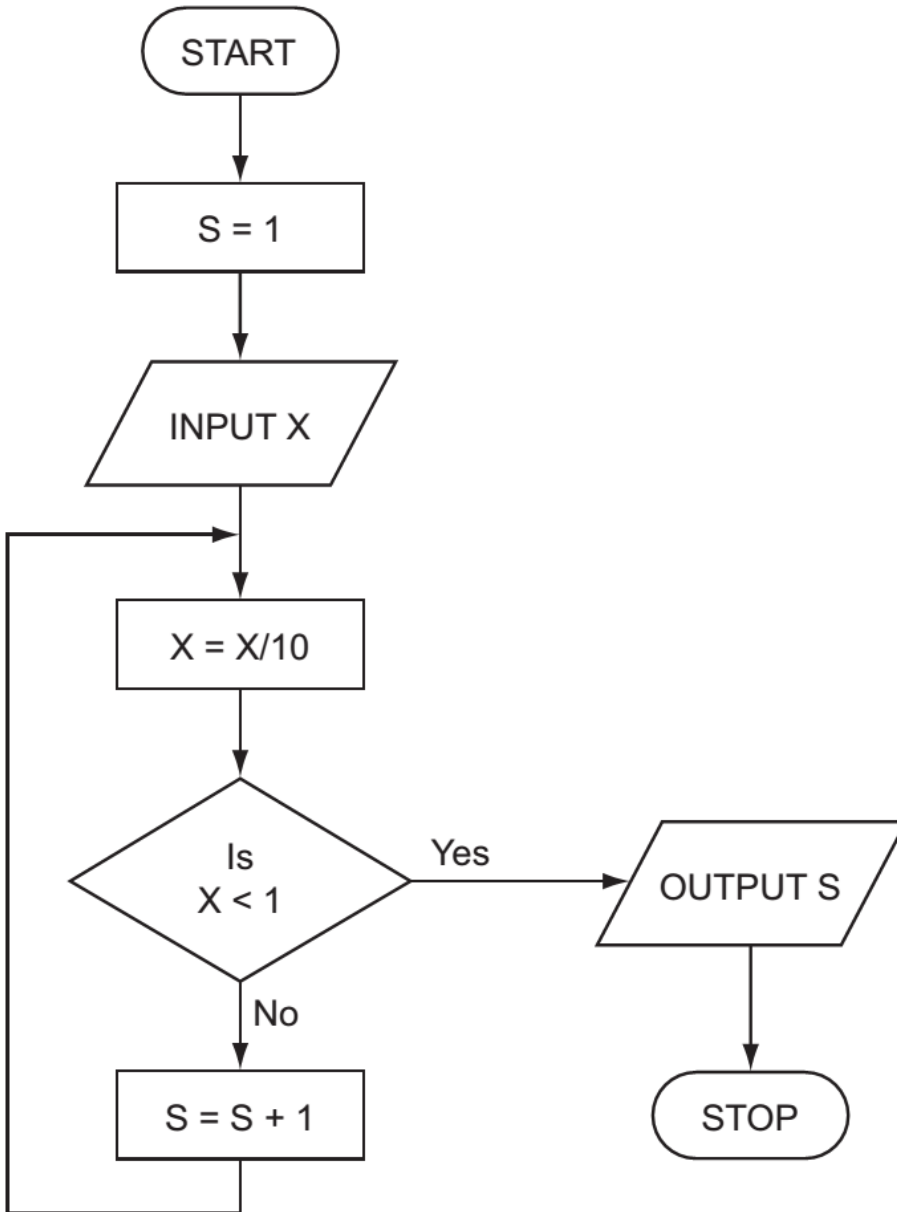 START
S = 1
INPUT X
X = X/10
Is
X < 1
Yes
OUTPUT S
No
S = S + 1
STOP